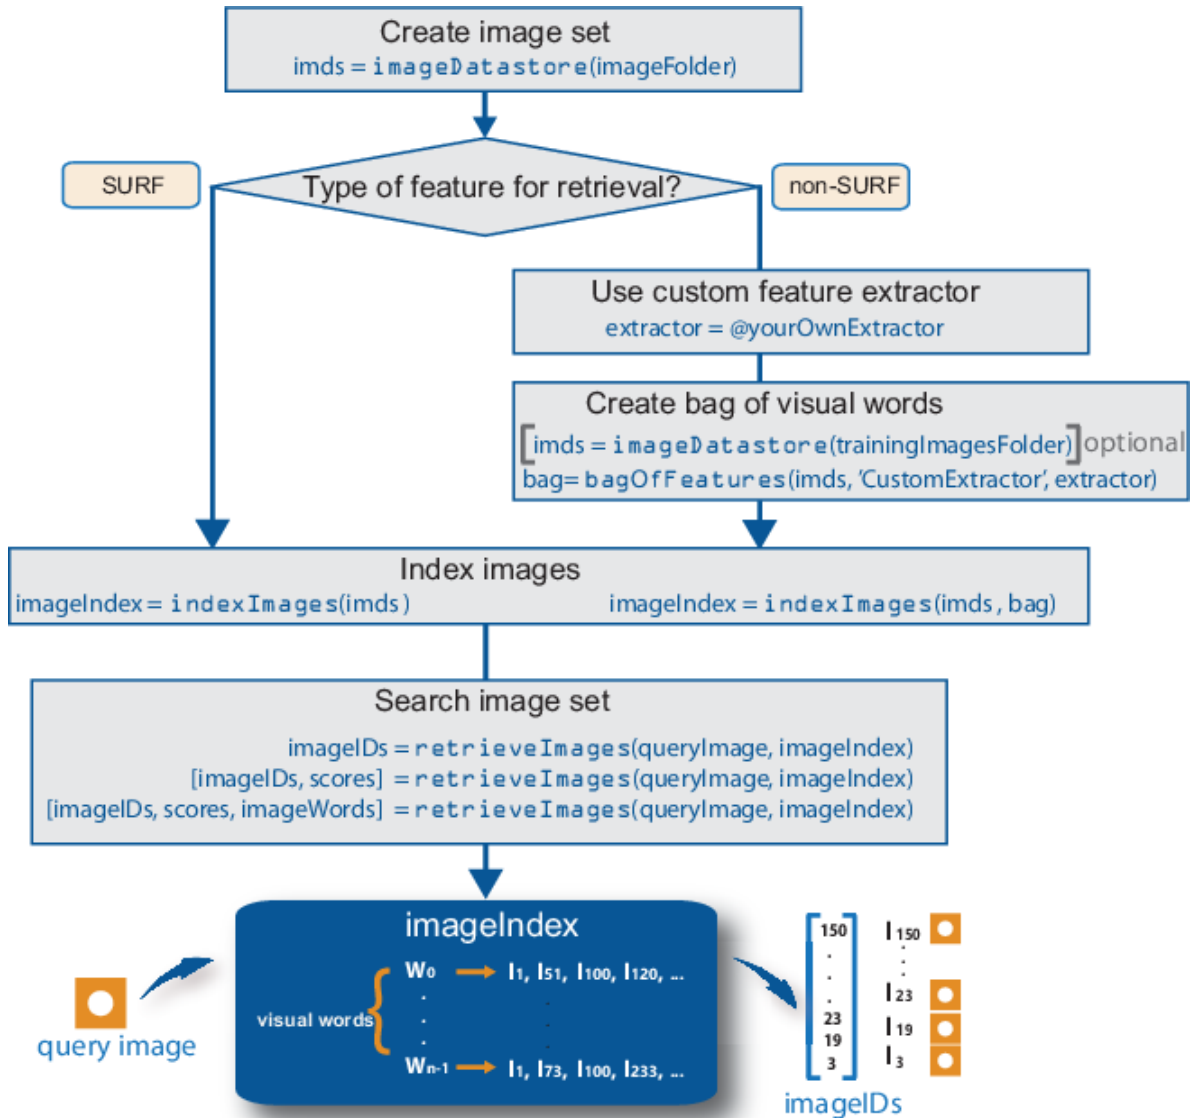 Create image set
imds = imageDatastore(imageFolder)
SURF
Type of feature for retrieval?
non-SURF
Use custom feature extractor
extractor = @yourOwnExtractor
Create bag of visual words
[imds = imageDatastore(trainingImagesFolder)] optional
bag= bagOfFeatures(imds, 'CustomExtractor', extractor)
Index images
imageIndex = indexImages(imds)
imageIndex = indexImages(imds, bag)
Search image set
imageIDs = retrieveImages(queryImage, imageIndex)
[imageIDs, scores] = retrieveImages(queryImage, imageIndex)
[imageIDs, scores, imageWords] = retrieveImages(queryImage, imageIndex)
query image
imageIndex
visual words
W0 I1, I51, I100, I120, ...
.
.
.
Wn-1 I1, I73, I100, I233, ...
150 I150
.
.
.
23 I23
19 I19
3 I3
imageIDs